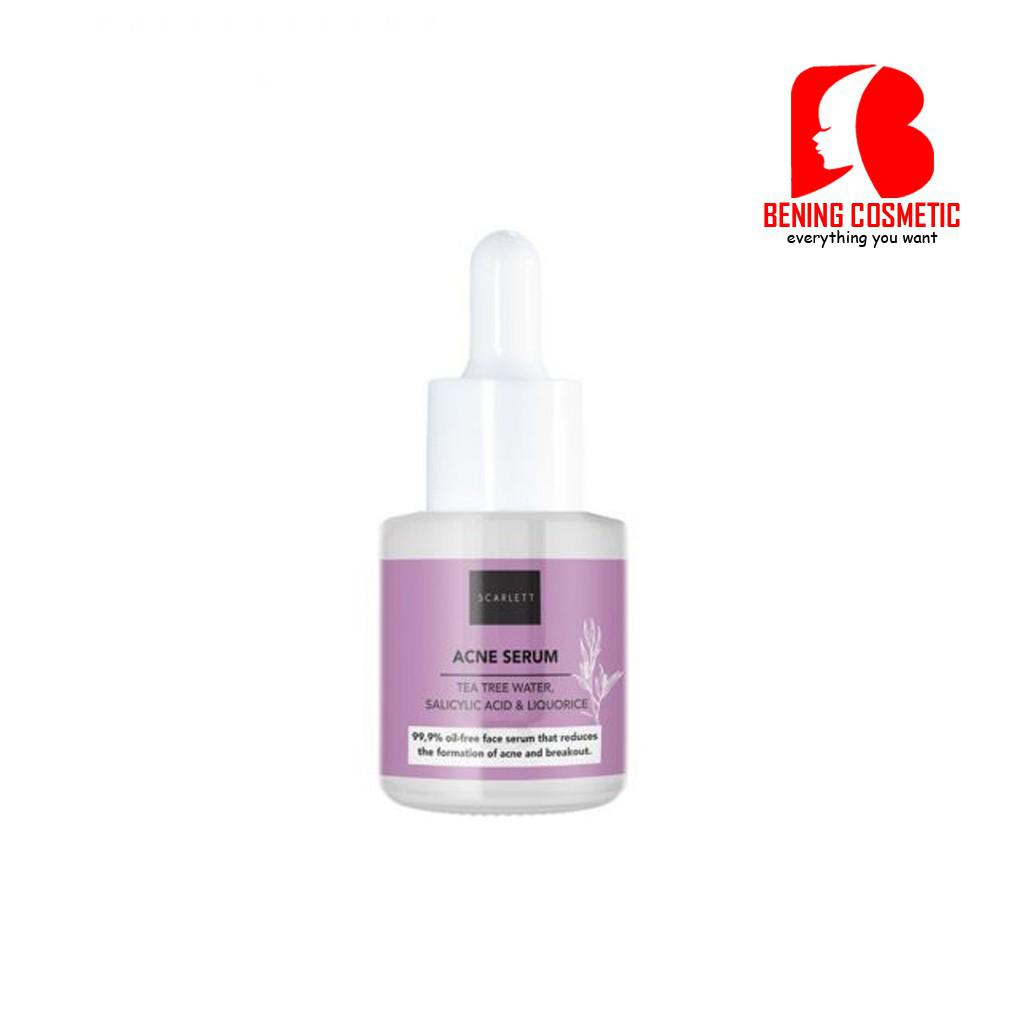 BENING COSMETIC
everything you want
SCARLETT
ACNE SERUM
TEA TREE WATER,
SALICYLIC ACID & LIQUORICE
99,9% oil-free face serum that reduces
the formation of acne and breakout.